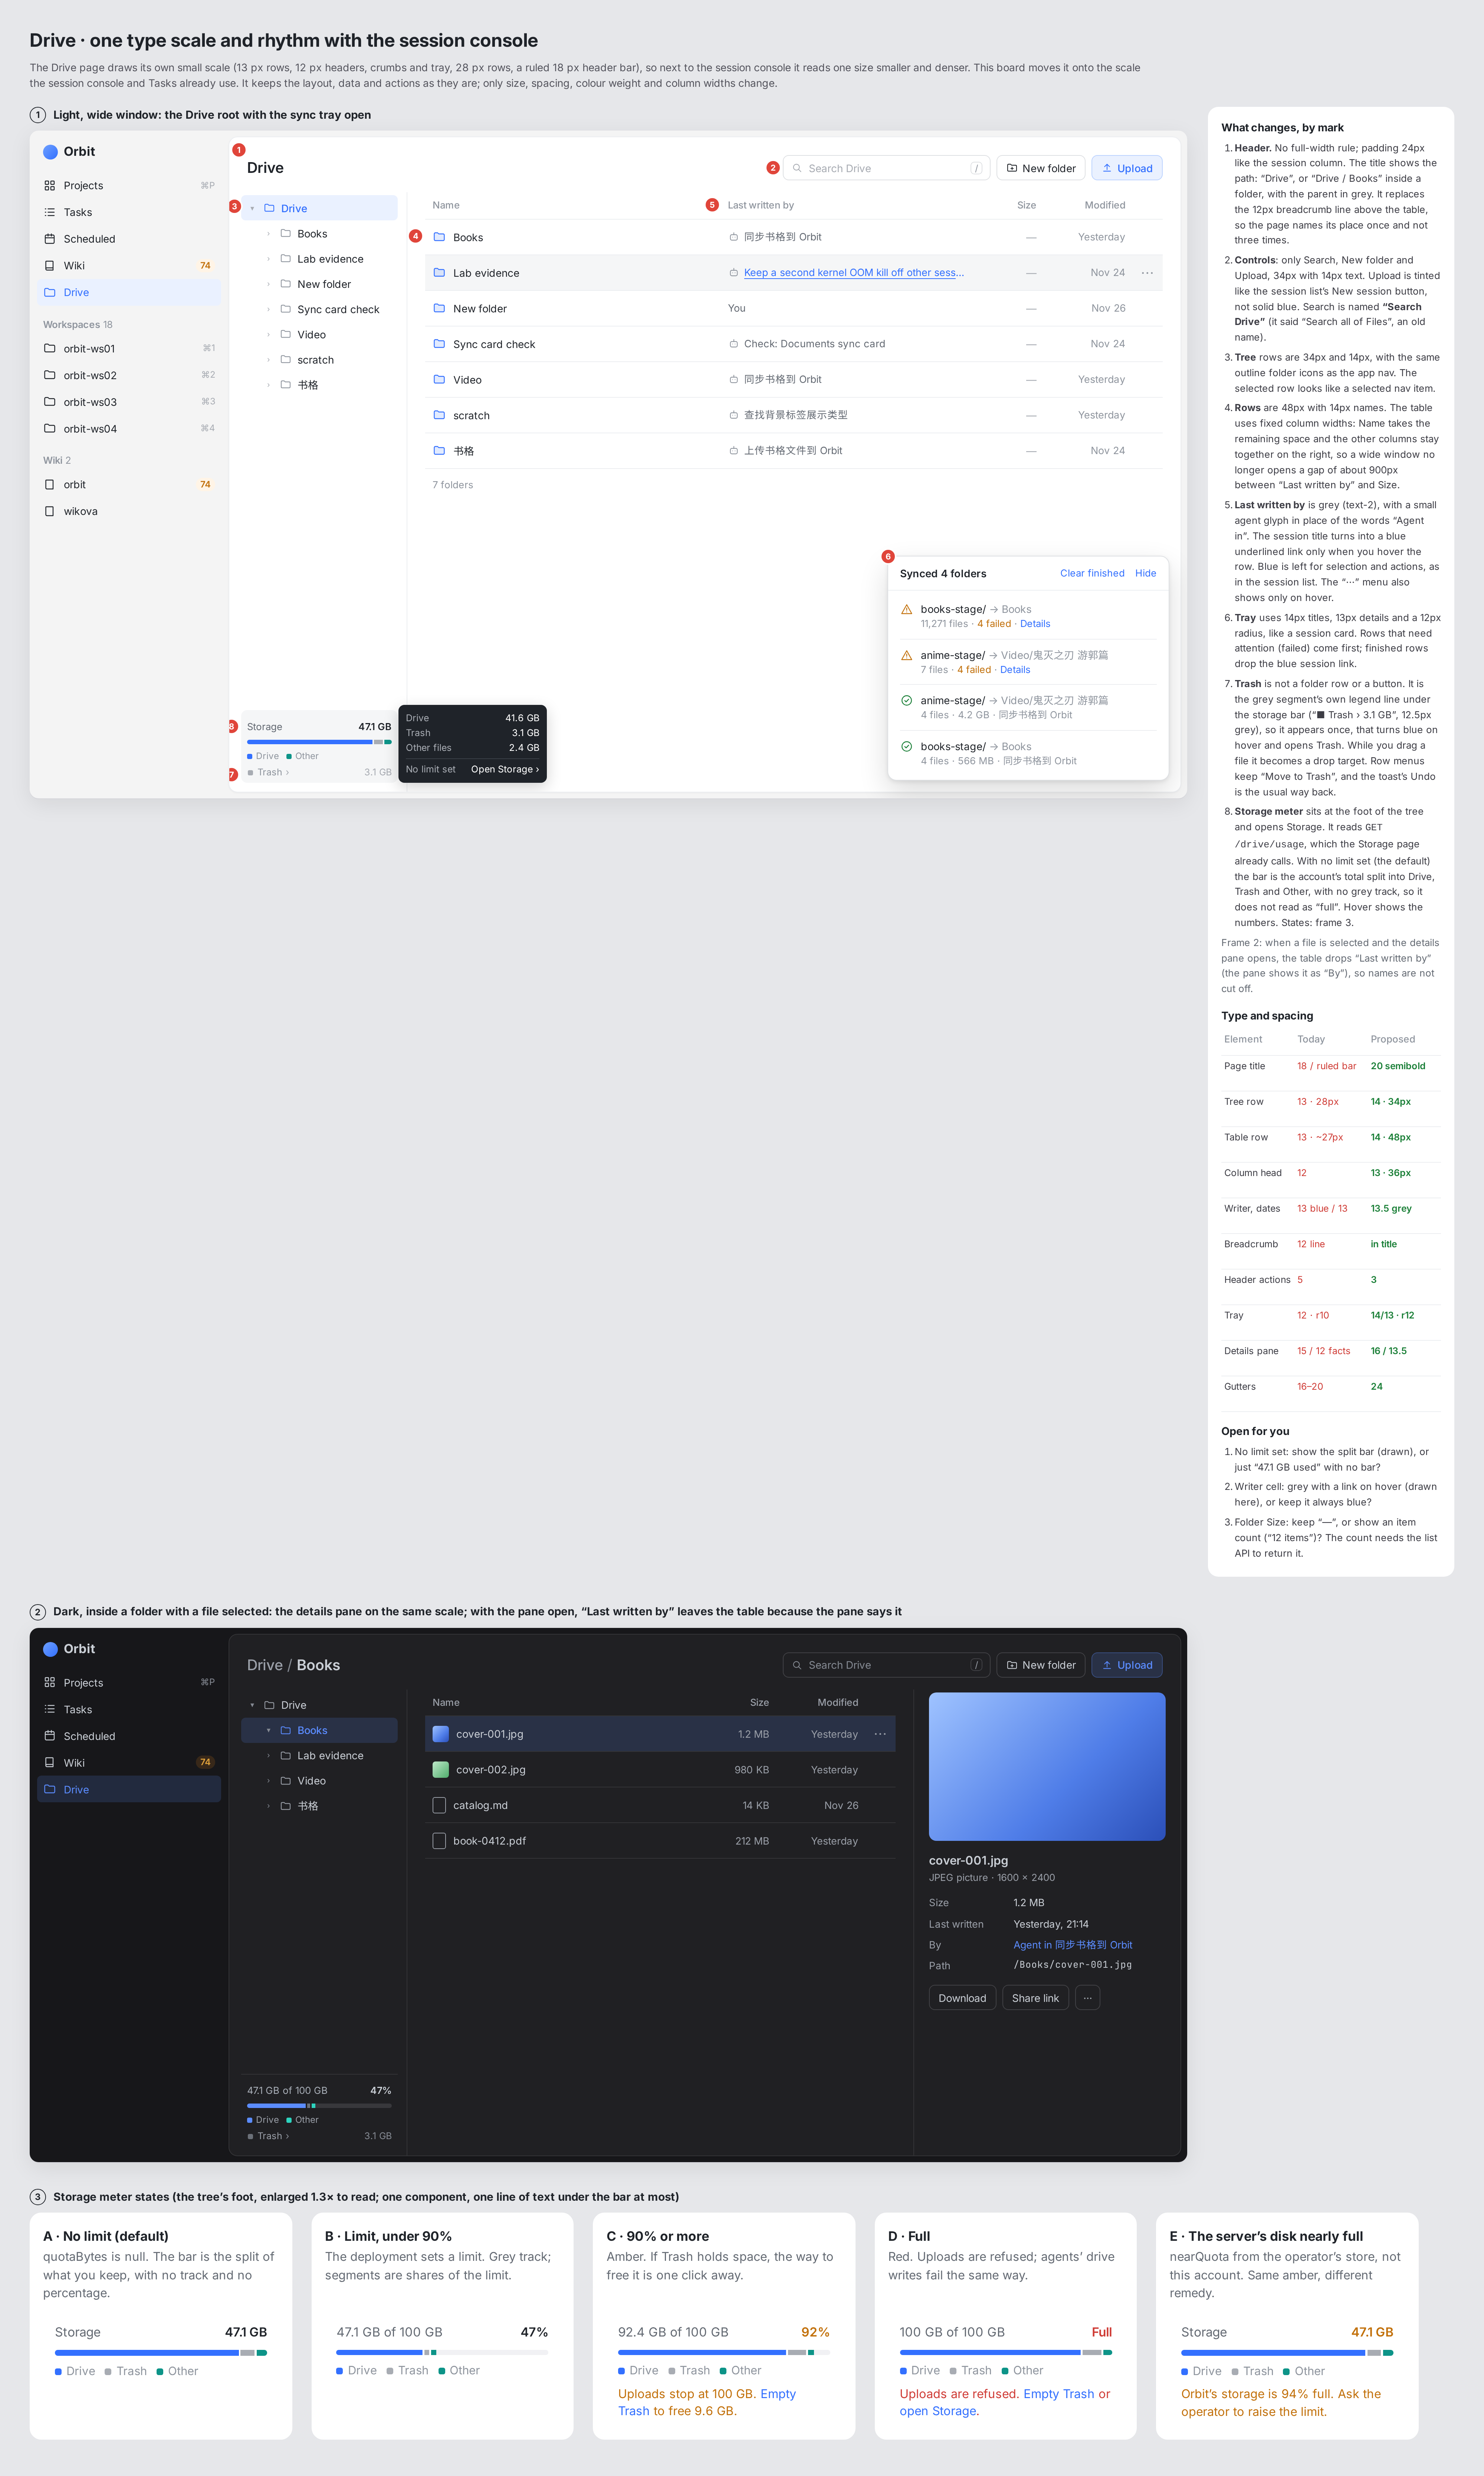 Drive · one type scale and rhythm with the session console
The Drive page draws its own small scale (13 px rows, 12 px headers, crumbs and tray, 28 px rows, a ruled 18 px header bar), so next to the session console it reads one size smaller and denser. This board moves it onto the scale
the session console and Tasks already use. It keeps the layout, data and actions as they are; only size, spacing, colour weight and column widths change.
1 Light, wide window: the Drive root with the sync tray open
Orbit
Projects ⌘P
Tasks
Scheduled
Wiki 74
Drive
Workspaces 18
orbit-ws01 ⌘1
orbit-ws02 ⌘2
orbit-ws03 ⌘3
orbit-ws04 ⌘4
Wiki 2
orbit 74
wikova
1
Drive
2 Search Drive / New folder Upload
3 Drive
Books
Lab evidence
New folder
Sync card check
Video
scratch
书格
Name 5 Last written by Size Modified
4 Books 同步书格到 Orbit — Yesterday
Lab evidence Keep a second kernel OOM kill off other sess... — Nov 24 ···
New folder You — Nov 26
Sync card check Check: Documents sync card — Nov 24
Video 同步书格到 Orbit — Yesterday
scratch 查找背景标签展示类型 — Yesterday
书格 上传书格文件到 Orbit — Nov 24
7 folders
6
Synced 4 folders Clear finished Hide
books-stage/ → Books
11,271 files · 4 failed · Details
anime-stage/ → Video/鬼灭之刃 游郭篇
7 files · 4 failed · Details
anime-stage/ → Video/鬼灭之刃 游郭篇
4 files · 4.2 GB · 同步书格到 Orbit
books-stage/ → Books
4 files · 566 MB · 同步书格到 Orbit
8 Storage 47.1 GB
Drive Other
7 Trash › 3.1 GB
Drive 41.6 GB
Trash 3.1 GB
Other files 2.4 GB
No limit set Open Storage ›
What changes, by mark
1. Header. No full-width rule; padding 24px
like the session column. The title shows the
path: “Drive”, or “Drive / Books” inside a
folder, with the parent in grey. It replaces
the 12px breadcrumb line above the table,
so the page names its place once and not
three times.
2. Controls: only Search, New folder and
Upload, 34px with 14px text. Upload is tinted
like the session list’s New session button,
not solid blue. Search is named “Search
Drive” (it said “Search all of Files”, an old
name).
3. Tree rows are 34px and 14px, with the same
outline folder icons as the app nav. The
selected row looks like a selected nav item.
4. Rows are 48px with 14px names. The table
uses fixed column widths: Name takes the
remaining space and the other columns stay
together on the right, so a wide window no
longer opens a gap of about 900px
between “Last written by” and Size.
5. Last written by is grey (text-2), with a small
agent glyph in place of the words “Agent
in”. The session title turns into a blue
underlined link only when you hover the
row. Blue is left for selection and actions, as
in the session list. The “···” menu also
shows only on hover.
6. Tray uses 14px titles, 13px details and a 12px
radius, like a session card. Rows that need
attention (failed) come first; finished rows
drop the blue session link.
7. Trash is not a folder row or a button. It is
the grey segment’s own legend line under
the storage bar (“■ Trash › 3.1 GB”, 12.5px
grey), so it appears once, that turns blue on
hover and opens Trash. While you drag a
file it becomes a drop target. Row menus
keep “Move to Trash”, and the toast’s Undo
is the usual way back.
8. Storage meter sits at the foot of the tree
and opens Storage. It reads GET
/drive/usage, which the Storage page
already calls. With no limit set (the default)
the bar is the account’s total split into Drive,
Trash and Other, with no grey track, so it
does not read as “full”. Hover shows the
numbers. States: frame 3.
Frame 2: when a file is selected and the details
pane opens, the table drops “Last written by”
(the pane shows it as “By”), so names are not
cut off.
Type and spacing
Element Today Proposed
Page title 18 / ruled bar 20 semibold
Tree row 13 · 28px 14 · 34px
Table row 13 · ~27px 14 · 48px
Column head 12 13 · 36px
Writer, dates 13 blue / 13 13.5 grey
Breadcrumb 12 line in title
Header actions 5 3
Tray 12 · r10 14/13 · r12
Details pane 15 / 12 facts 16 / 13.5
Gutters 16–20 24
Open for you
1. No limit set: show the split bar (drawn), or
just “47.1 GB used” with no bar?
2. Writer cell: grey with a link on hover (drawn
here), or keep it always blue?
3. Folder Size: keep “—”, or show an item
count (“12 items”)? The count needs the list
API to return it.
2 Dark, inside a folder with a file selected: the details pane on the same scale; with the pane open, “Last written by” leaves the table because the pane says it
Orbit
Projects ⌘P
Tasks
Scheduled
Wiki 74
Drive
Drive / Books
Search Drive / New folder Upload
Drive
Books
Lab evidence
Video
书格
Name Size Modified
cover-001.jpg 1.2 MB Yesterday ···
cover-002.jpg 980 KB Yesterday
catalog.md 14 KB Nov 26
book-0412.pdf 212 MB Yesterday
cover-001.jpg
JPEG picture · 1600 × 2400
Size 1.2 MB
Last written Yesterday, 21:14
By Agent in 同步书格到 Orbit
Path /Books/cover-001.jpg
Download Share link ···
47.1 GB of 100 GB 47%
Drive Other
Trash › 3.1 GB
3 Storage meter states (the tree’s foot, enlarged 1.3× to read; one component, one line of text under the bar at most)
A · No limit (default)
quotaBytes is null. The bar is the split of
what you keep, with no track and no
percentage.
Storage 47.1 GB
Drive Trash Other
B · Limit, under 90%
The deployment sets a limit. Grey track;
segments are shares of the limit.
47.1 GB of 100 GB 47%
Drive Trash Other
C · 90% or more
Amber. If Trash holds space, the way to
free it is one click away.
92.4 GB of 100 GB 92%
Drive Trash Other
Uploads stop at 100 GB. Empty
Trash to free 9.6 GB.
D · Full
Red. Uploads are refused; agents’ drive
writes fail the same way.
100 GB of 100 GB Full
Drive Trash Other
Uploads are refused. Empty Trash or
open Storage.
E · The server’s disk nearly full
nearQuota from the operator’s store, not
this account. Same amber, different
remedy.
Storage 47.1 GB
Drive Trash Other
Orbit’s storage is 94% full. Ask the
operator to raise the limit.